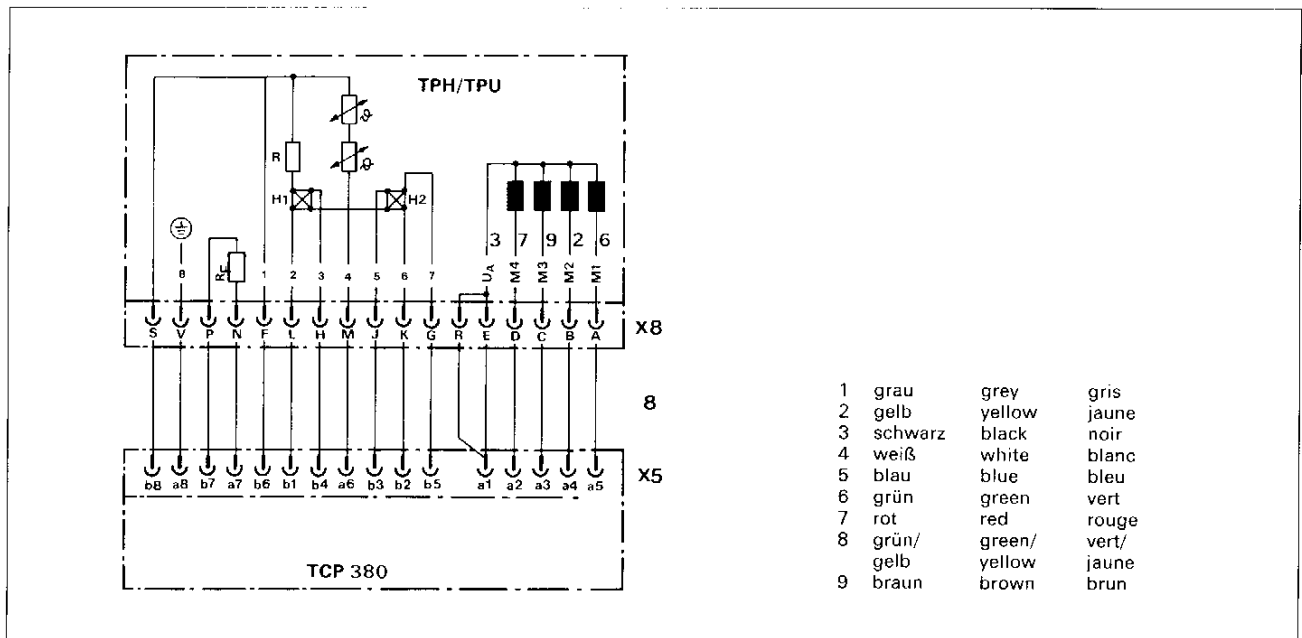 TPH/TPU
ϑ
R
ϑ
H1
H2
3 7 9 2 6
8 RE 1 2 3 4 5 6 7 UA M4 M3 M2 M1
S V P N F L H M J K G R E D C B A
X8
8
X5
b8 a8 b7 a7 b6 b1 b4 a6 b3 b2 b5 a1 a2 a3 a4 a5
TCP 380
1 grau grey gris
2 gelb yellow jaune
3 schwarz black noir
4 weiß white blanc
5 blau blue bleu
6 grün green vert
7 rot red rouge
8 grün/ green/ vert/
gelb yellow jaune
9 braun brown brun